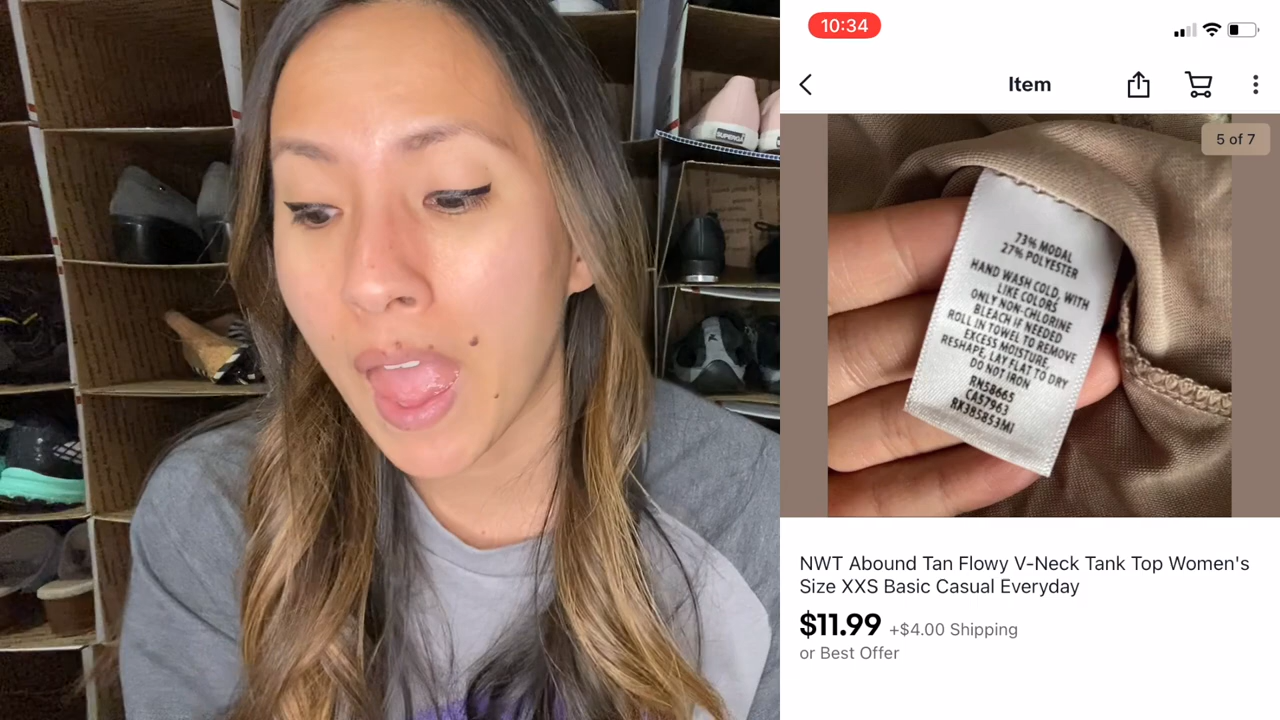 10:34
Item
5 of 7
SUPERGA
73% MODAL
27% POLYESTER
HAND WASH COLD, WITH
LIKE COLORS
ONLY NON-CHLORINE
BLEACH IF NEEDED
ROLL IN TOWEL TO REMOVE
EXCESS MOISTURE,
RESHAPE, LAY FLAT TO DRY
DO NOT IRON
RN58665
CA57963
RX385853MI
NWT Abound Tan Flowy V-Neck Tank Top Women's
Size XXS Basic Casual Everyday
$11.99 +$4.00 Shipping
or Best Offer